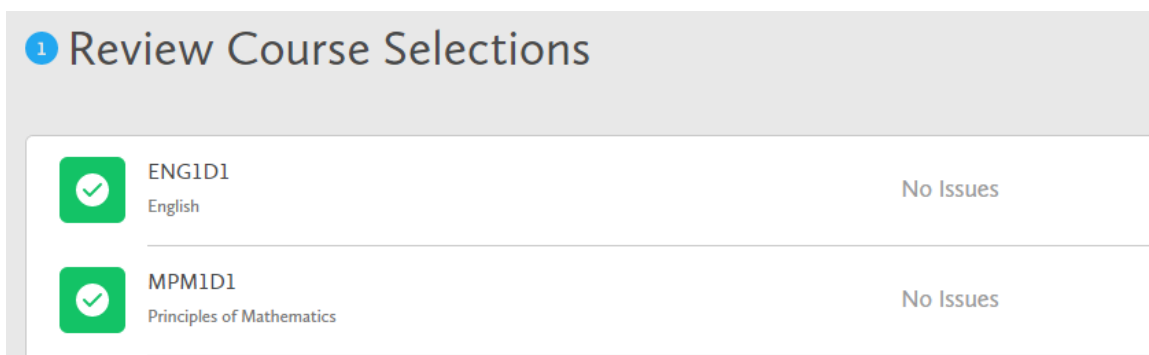 1 Review Course Selections
ENG1D1
English
No Issues
MPM1D1
Principles of Mathematics
No Issues